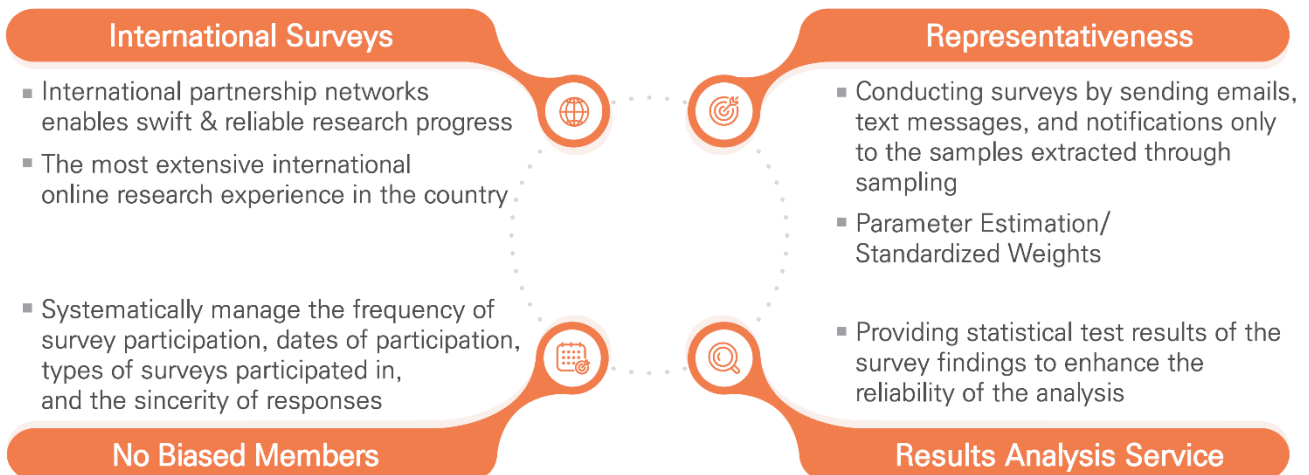 International Surveys
▪ International partnership networks
enables swift & reliable research progress
▪ The most extensive international
online research experience in the country
Representativeness
▪ Conducting surveys by sending emails,
text messages, and notifications only
to the samples extracted through
sampling
▪ Parameter Estimation/
Standardized Weights
▪ Systematically manage the frequency of
survey participation, dates of participation,
types of surveys participated in,
and the sincerity of responses
No Biased Members
▪ Providing statistical test results of the
survey findings to enhance the
reliability of the analysis
Results Analysis Service